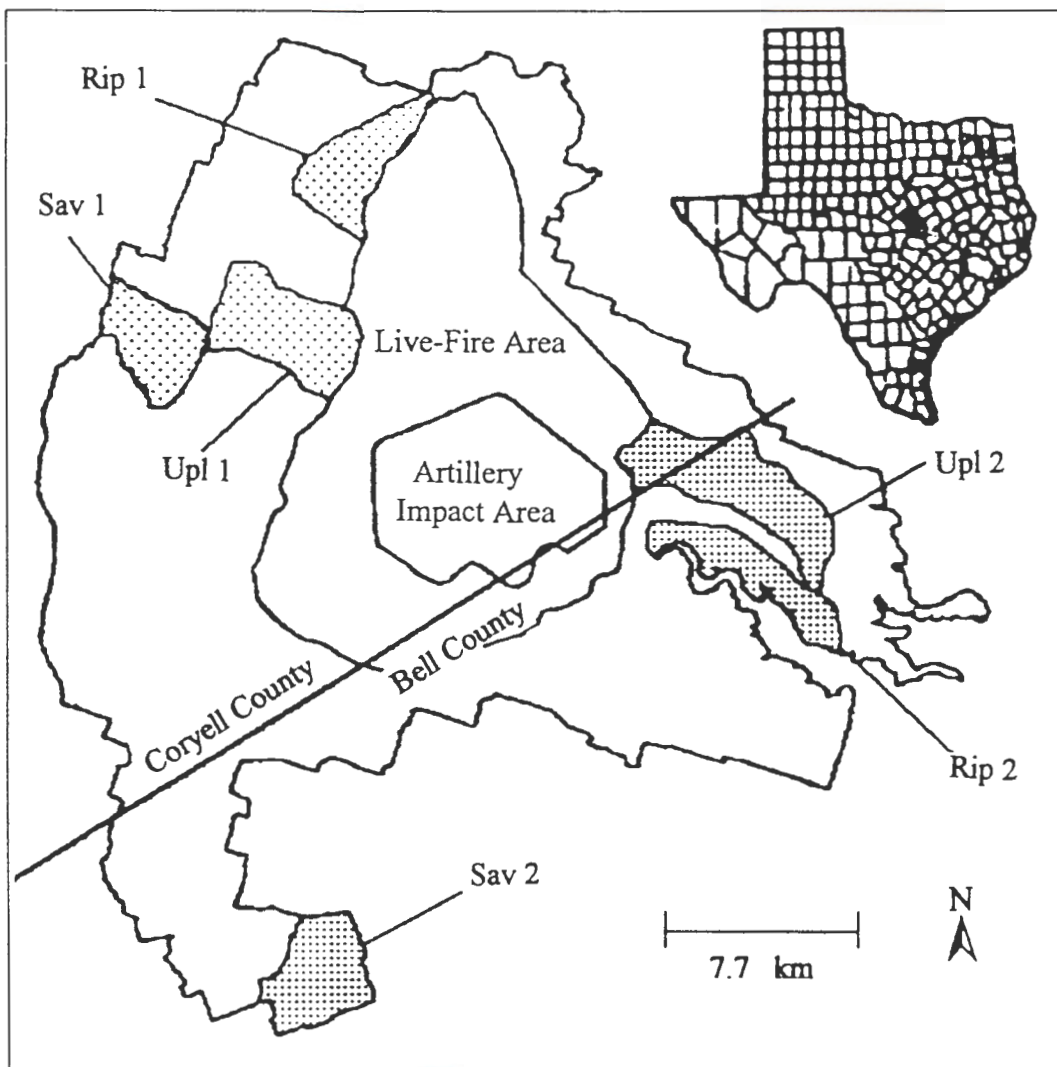 Rip 1
Sav 1
Live-Fire Area
Upl 1
Artillery
Impact Area
Upl 2
Bell County
Coryell County
Rip 2
Sav 2
N
7.7 km